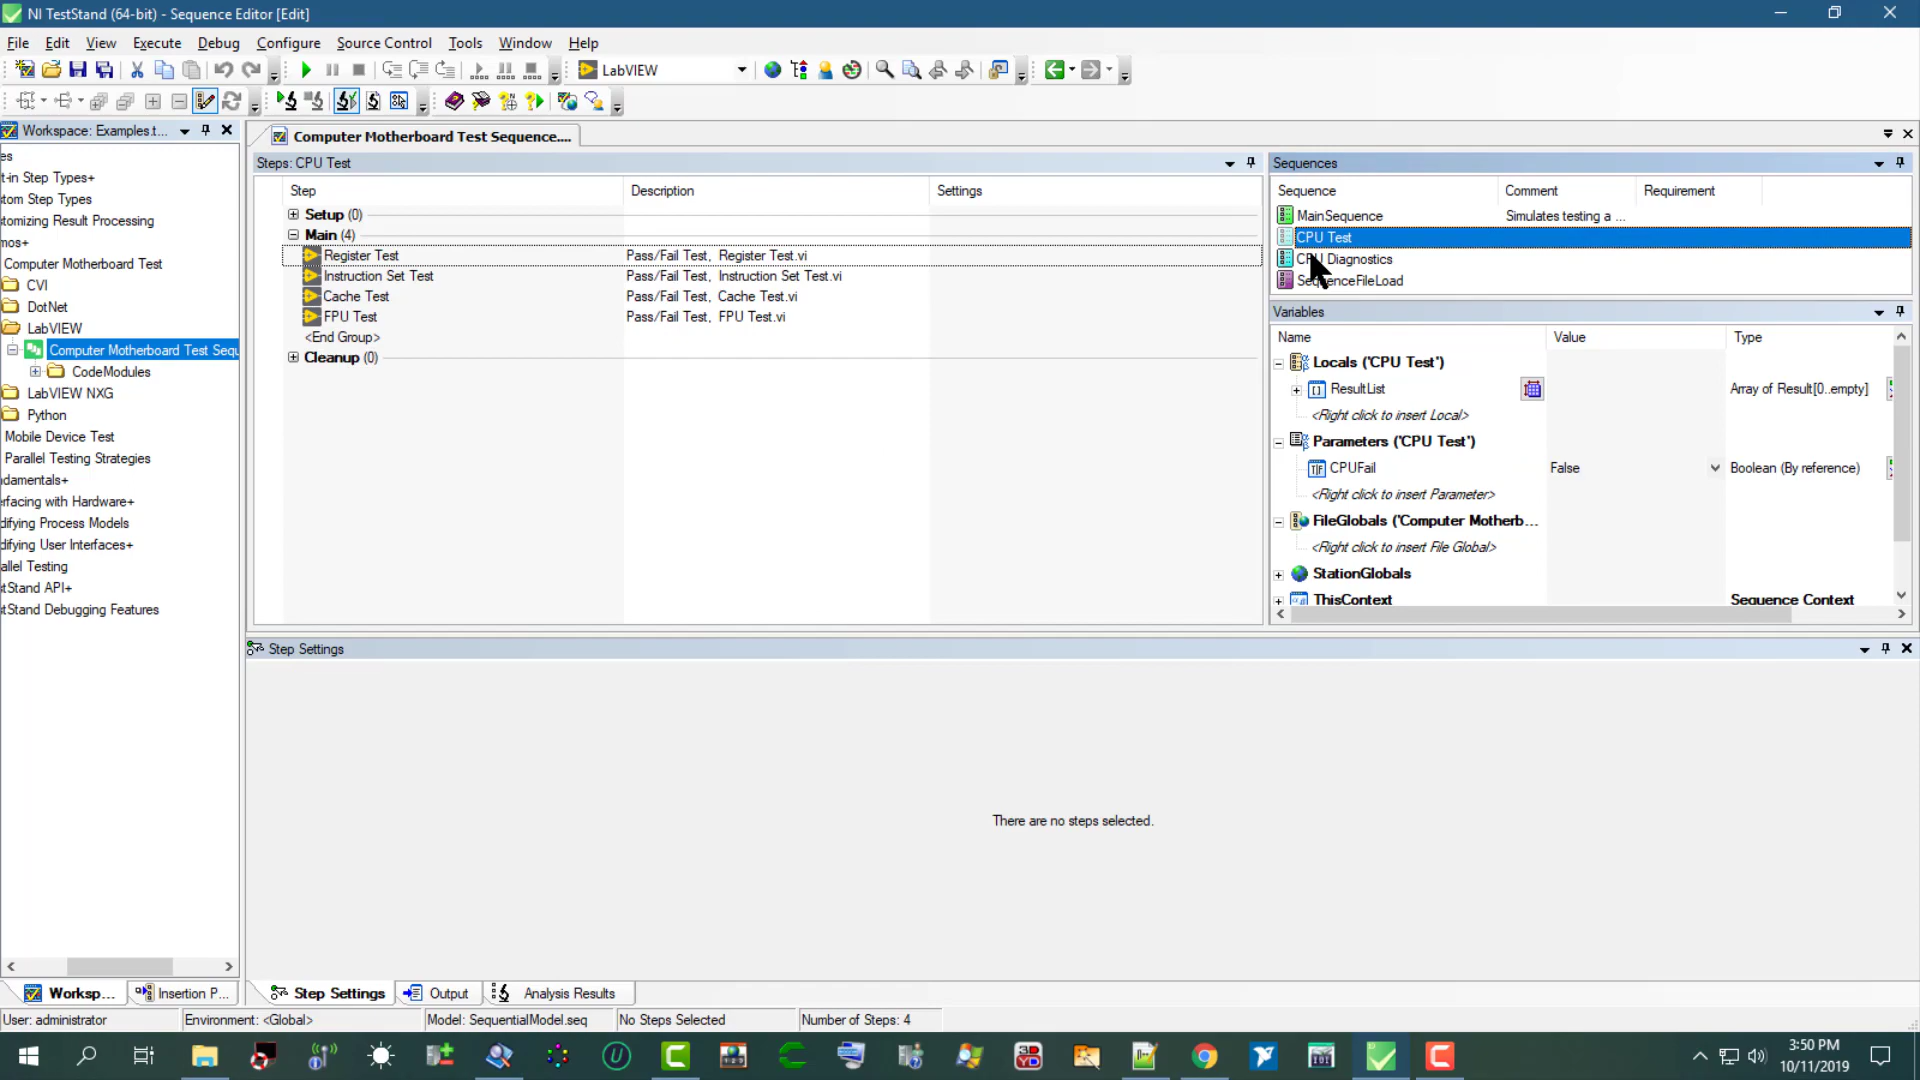 NI TestStand (64-bit) - Sequence Editor [Edit]
File Edit View Execute Debug Configure Source Control Tools Window Help
LabVIEW
Workspace: Examples.t...
Computer Motherboard Test Sequence....
es
t-in Step Types+
tom Step Types
tomizing Result Processing
mos+
Computer Motherboard Test
CVI
DotNet
LabVIEW
Computer Motherboard Test Sequ
CodeModules
LabVIEW NXG
Python
Mobile Device Test
Parallel Testing Strategies
damentals+
erfacing with Hardware+
difying Process Models
difying User Interfaces+
allel Testing
tStand API+
tStand Debugging Features
Steps: CPU Test
Step Description Settings
Setup (0)
Main (4)
Register Test Pass/Fail Test, Register Test.vi
Instruction Set Test Pass/Fail Test, Instruction Set Test.vi
Cache Test Pass/Fail Test, Cache Test.vi
FPU Test Pass/Fail Test, FPU Test.vi
<End Group>
Cleanup (0)
Sequences
Sequence Comment Requirement
MainSequence Simulates testing a ...
CPU Test
CPU Diagnostics
SequenceFileLoad
Variables
Name Value Type
Locals ('CPU Test')
ResultList Array of Result[0..empty]
<Right click to insert Local>
Parameters ('CPU Test')
CPUFail False Boolean (By reference)
<Right click to insert Parameter>
FileGlobals ('Computer Motherb...
<Right click to insert File Global>
StationGlobals
ThisContext Sequence Context
Step Settings
There are no steps selected.
Worksp... Insertion P... Step Settings Output Analysis Results
User: administrator Environment: <Global> Model: SequentialModel.seq No Steps Selected Number of Steps: 4
3:50 PM
10/11/2019